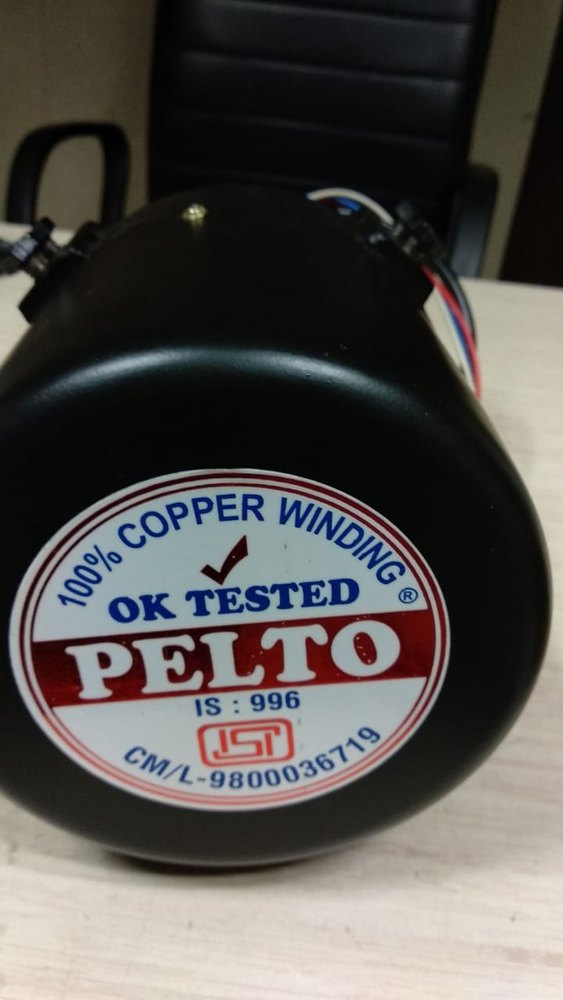 100% COPPER WINDING
OK TESTED
®
PELTO
IS : 996
ISI
CM/L-9800036719